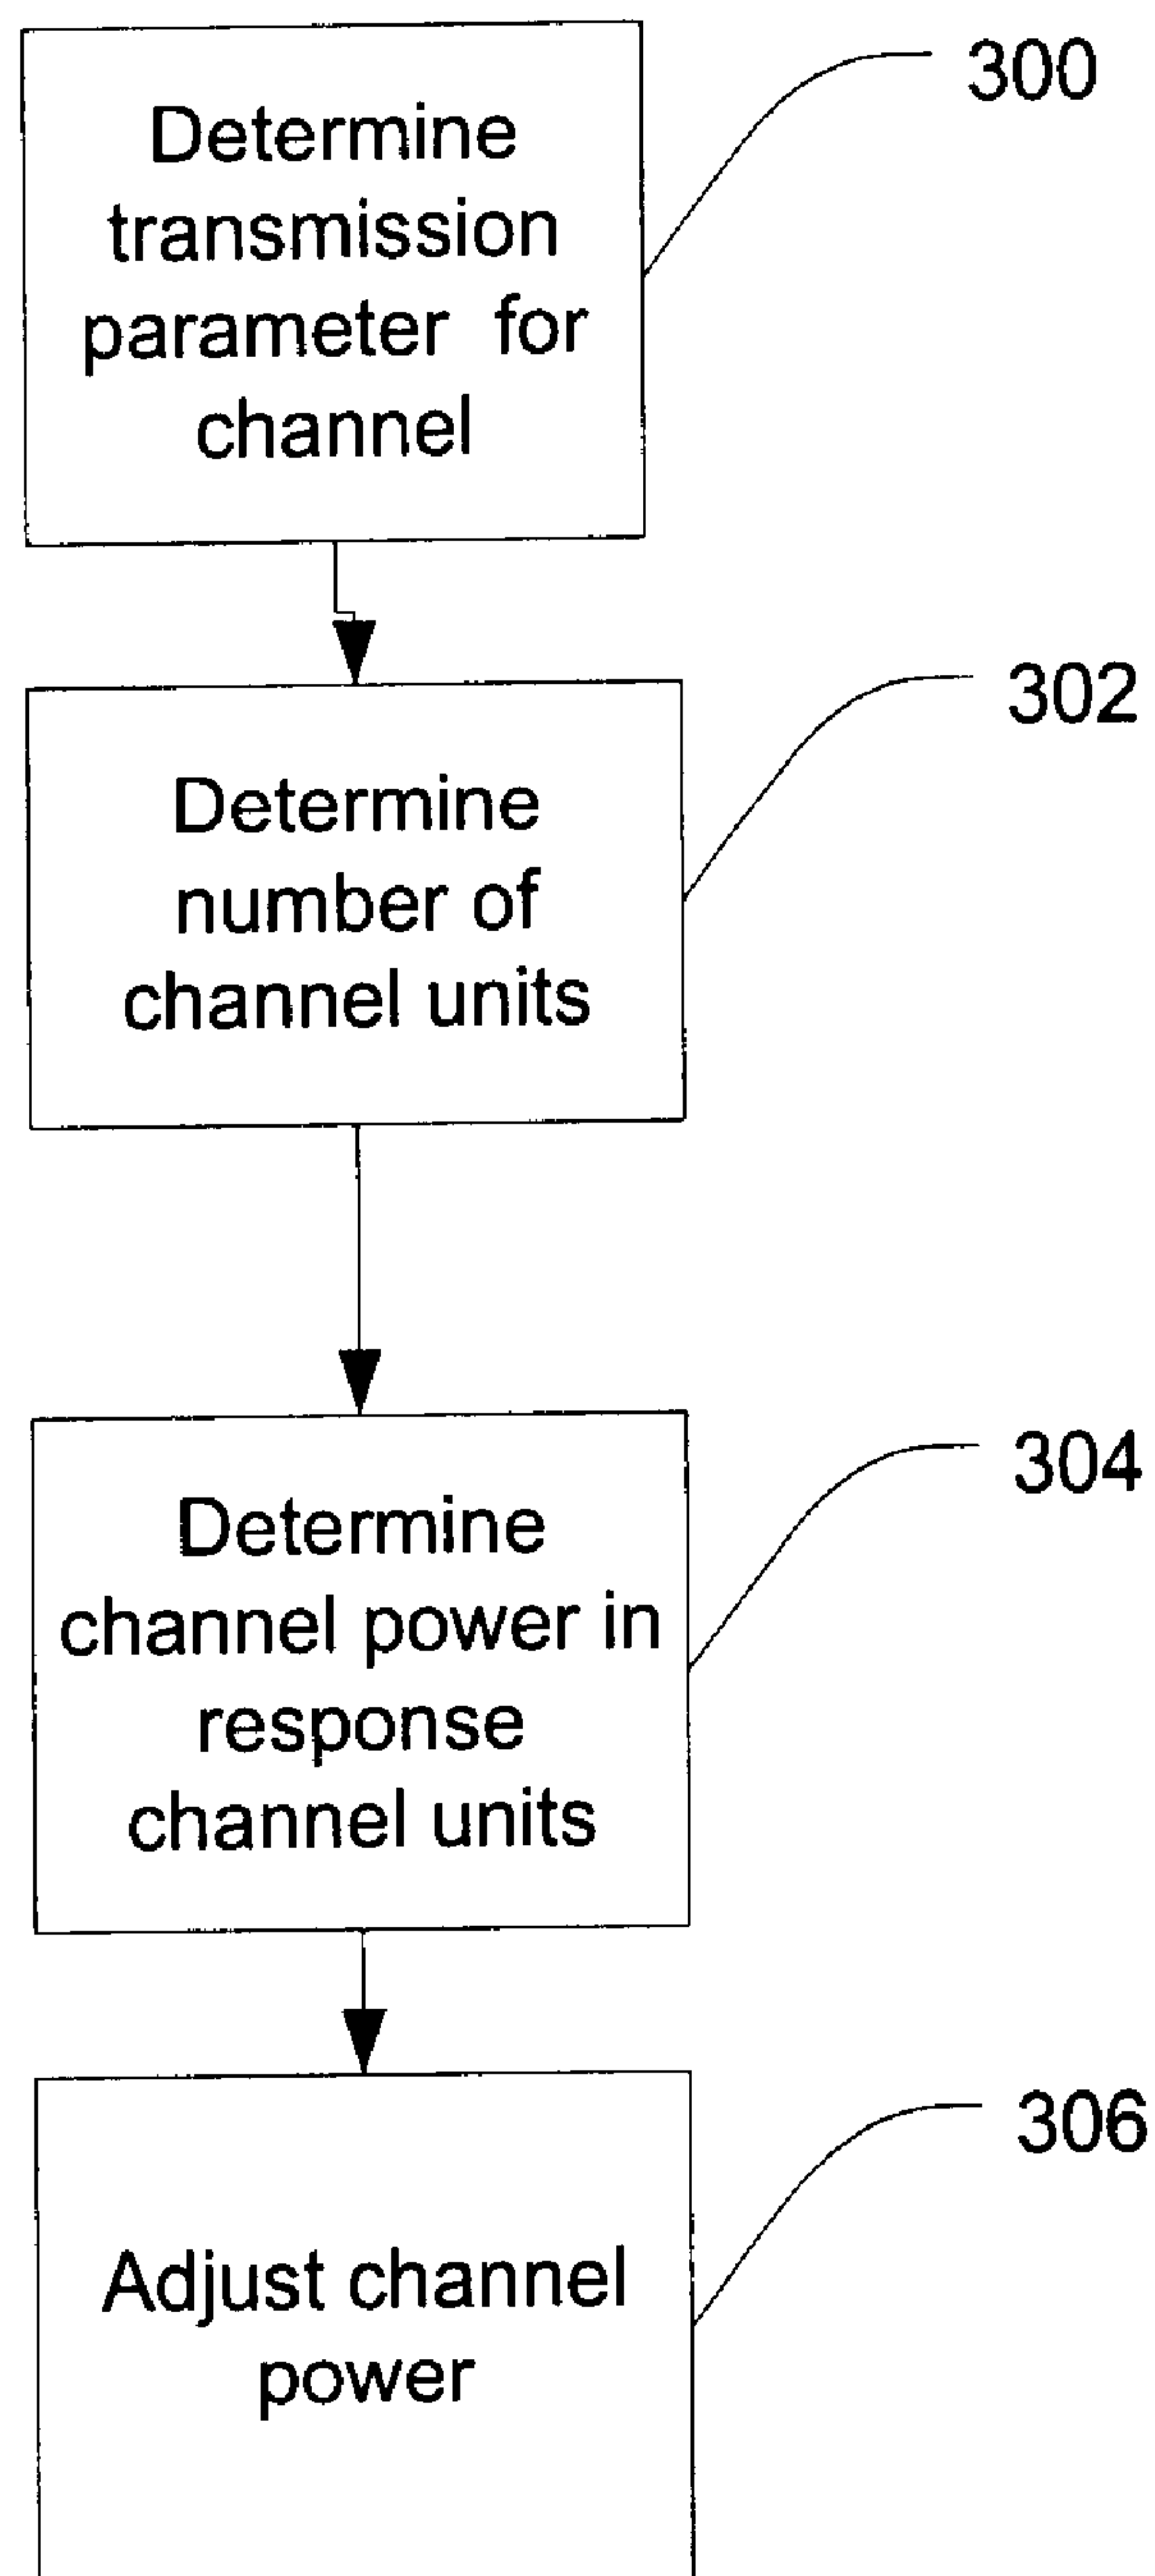 300
Determine
transmission
parameter for
channel
302
Determine
number of
channel units
304
Determine
channel power in
response
channel units
306
Adjust channel
power